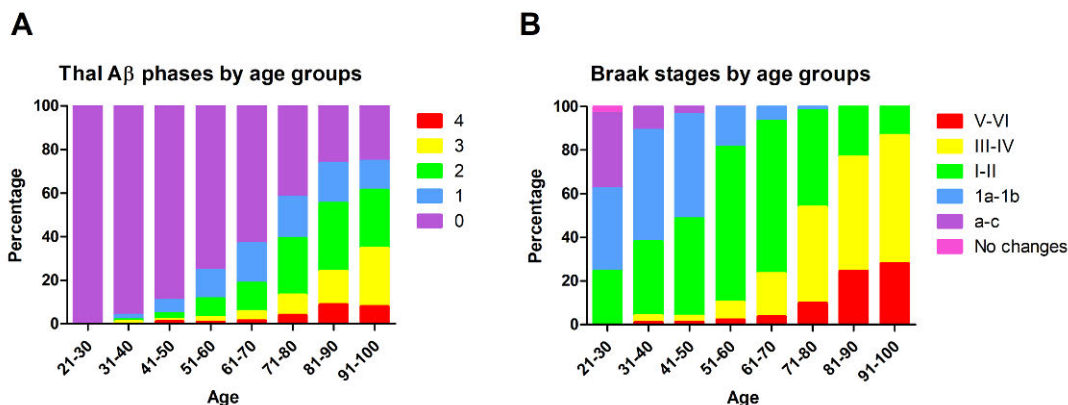 A
Thal Aβ phases by age groups
Percentage
100
80
60
40
20
0
21-30
31-40
41-50
51-60
61-70
71-80
81-90
91-100
Age
4
3
2
1
0
B
Braak stages by age groups
Percentage
100
80
60
40
20
0
21-30
31-40
41-50
51-60
61-70
71-80
81-90
91-100
Age
V-VI
III-IV
I-II
1a-1b
a-c
No changes